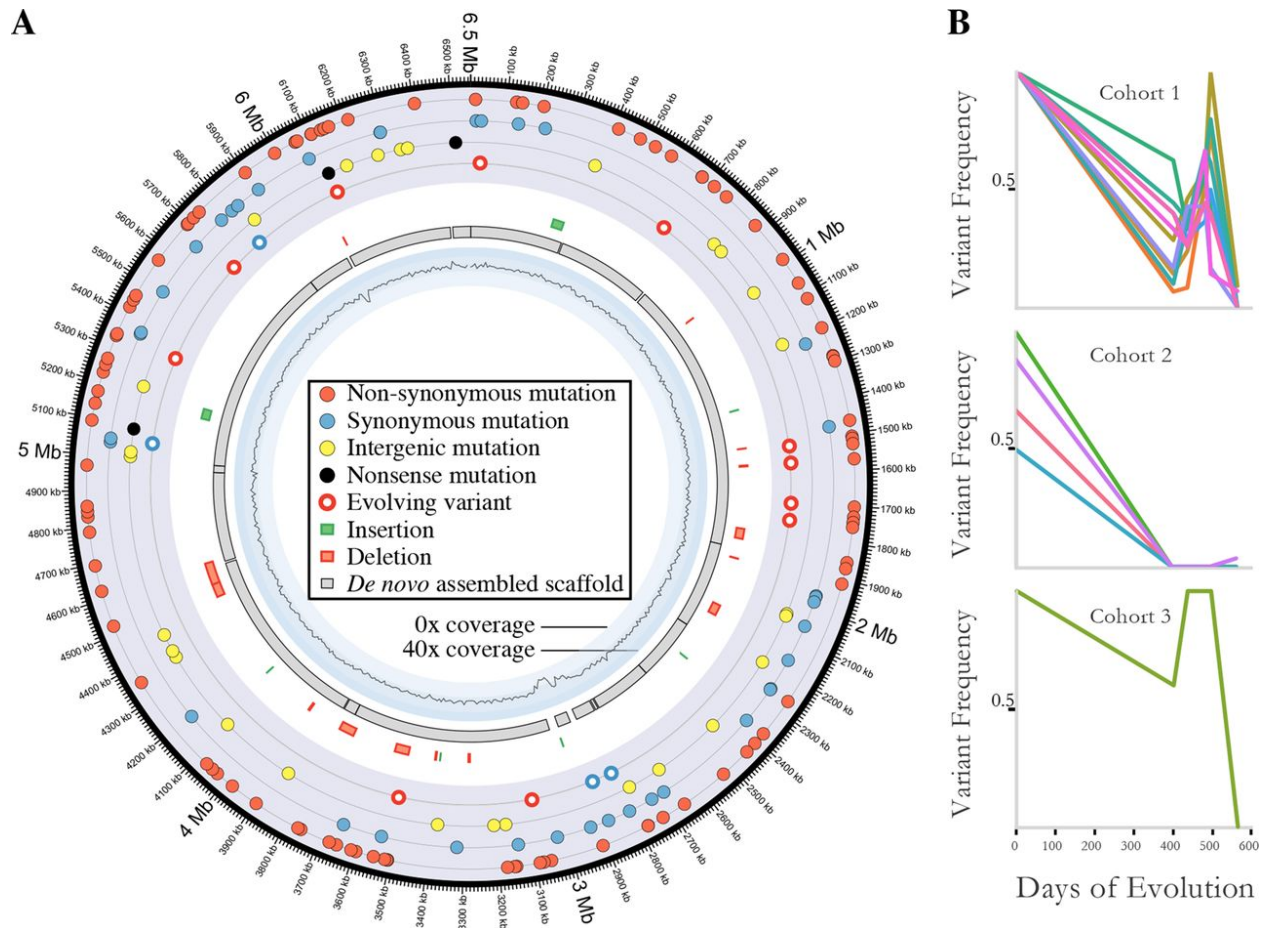 A
6.5 Mb
100 kb
200 kb
300 kb
400 kb
500 kb
600 kb
700 kb
800 kb
900 kb
1 Mb
1100 kb
1200 kb
1300 kb
1400 kb
1500 kb
1600 kb
1700 kb
1800 kb
1900 kb
2 Mb
2100 kb
2200 kb
2300 kb
2400 kb
2500 kb
2600 kb
2700 kb
2800 kb
2900 kb
3 Mb
3100 kb
3200 kb
3300 kb
3400 kb
3500 kb
3600 kb
3700 kb
3800 kb
3900 kb
4 Mb
4100 kb
4200 kb
4300 kb
4400 kb
4500 kb
4600 kb
4700 kb
4800 kb
4900 kb
5 Mb
5100 kb
5200 kb
5300 kb
5400 kb
5500 kb
5600 kb
5700 kb
5800 kb
5900 kb
6 Mb
6100 kb
6200 kb
6300 kb
6400 kb
6500 kb
Non-synonymous mutation
Synonymous mutation
Intergenic mutation
Nonsense mutation
Evolving variant
Insertion
Deletion
De novo assembled scaffold
0x coverage
40x coverage
B
Cohort 1
Variant Frequency
0.5
Cohort 2
Variant Frequency
0.5
Cohort 3
Variant Frequency
0.5
0 100 200 300 400 500 600
Days of Evolution